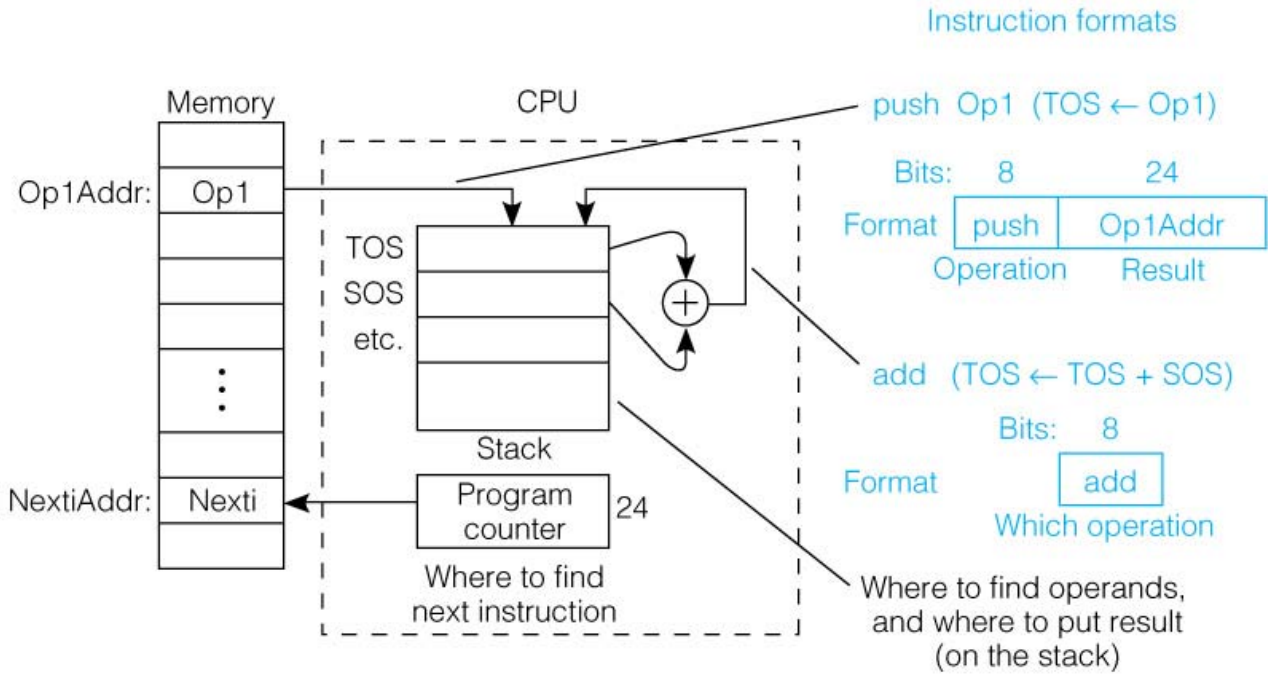 Instruction formats
Memory
CPU
push Op1 (TOS ← Op1)
Op1Addr:
Op1
Bits: 8 24
Format push Op1Addr
Operation Result
TOS
SOS
etc.
+
add (TOS ← TOS + SOS)
Bits: 8
Format add
Which operation
Stack
NextiAddr:
Nexti
Program
counter
24
Where to find
next instruction
Where to find operands,
and where to put result
(on the stack)